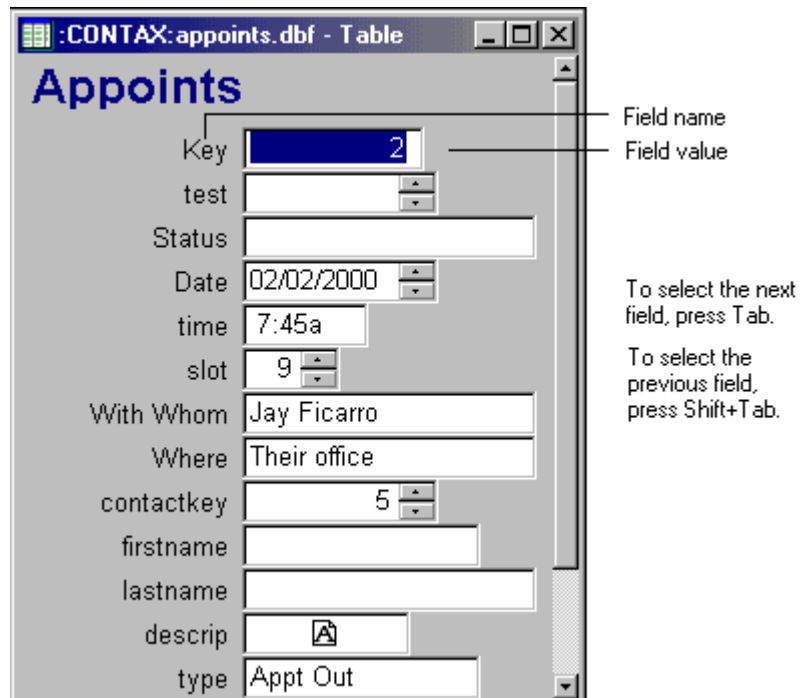 :CONTAX:appoints.dbf - Table
Appoints
Field name
Key 2
Field value
test
Status
Date 02/02/2000
To select the next
field, press Tab.
time 7:45a
slot 9
To select the
previous field,
press Shift+Tab.
With Whom Jay Ficarro
Where Their office
contactkey 5
firstname
lastname
descrip A
type Appt Out